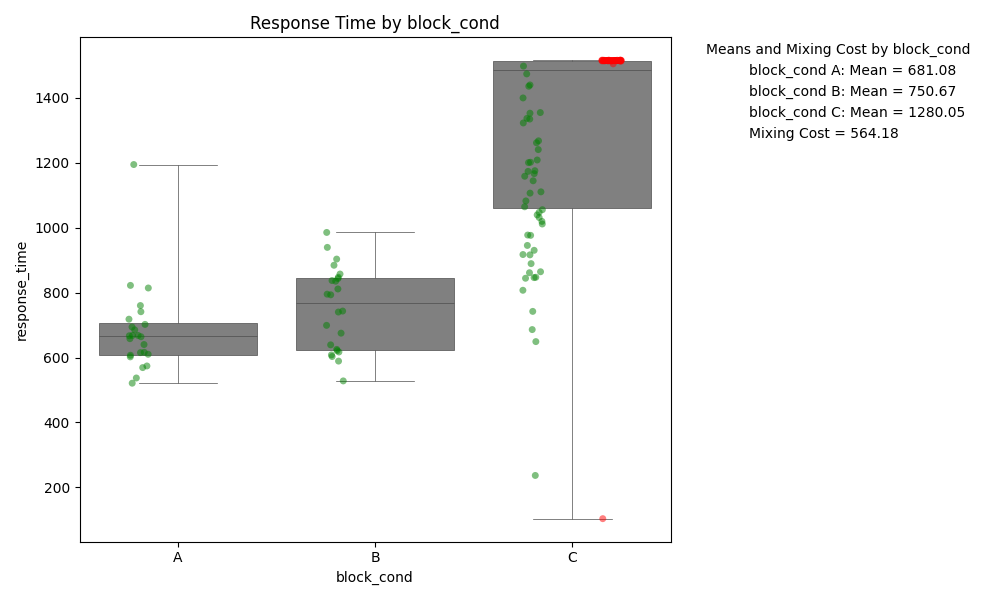 Response Time by block_cond
Means and Mixing Cost by block_cond
block_cond A: Mean = 681.08
block_cond B: Mean = 750.67
block_cond C: Mean = 1280.05
Mixing Cost = 564.18
response_time
1400
1200
1000
800
600
400
200
A
B
C
block_cond